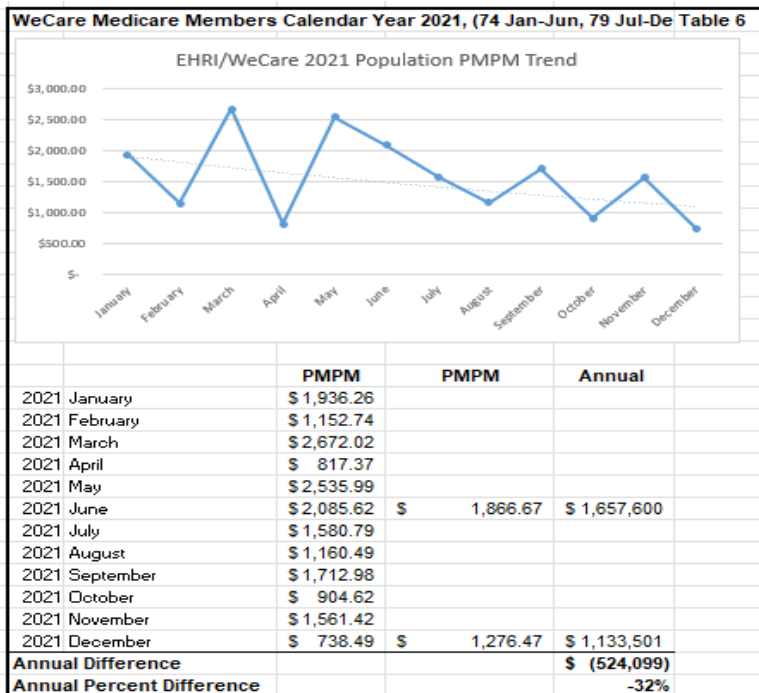 WeCare Medicare Members Calendar Year 2021, (74 Jan-Jun, 79 Jul-De Table 6
EHRI/WeCare 2021 Population PMPM Trend
$3,000.00
$2,500.00
$2,000.00
$1,500.00
$1,000.00
$500.00
$-
January February March April May June July August September October November December
PMPM PMPM Annual
2021 January $1,936.26
2021 February $1,152.74
2021 March $2,672.02
2021 April $ 817.37
2021 May $2,535.99
2021 June $2,085.62 $ 1,866.67 $ 1,657,600
2021 July $1,580.79
2021 August $1,160.49
2021 September $1,712.98
2021 October $ 904.62
2021 November $1,561.42
2021 December $ 738.49 $ 1,276.47 $ 1,133,501
Annual Difference $ (524,099)
Annual Percent Difference -32%